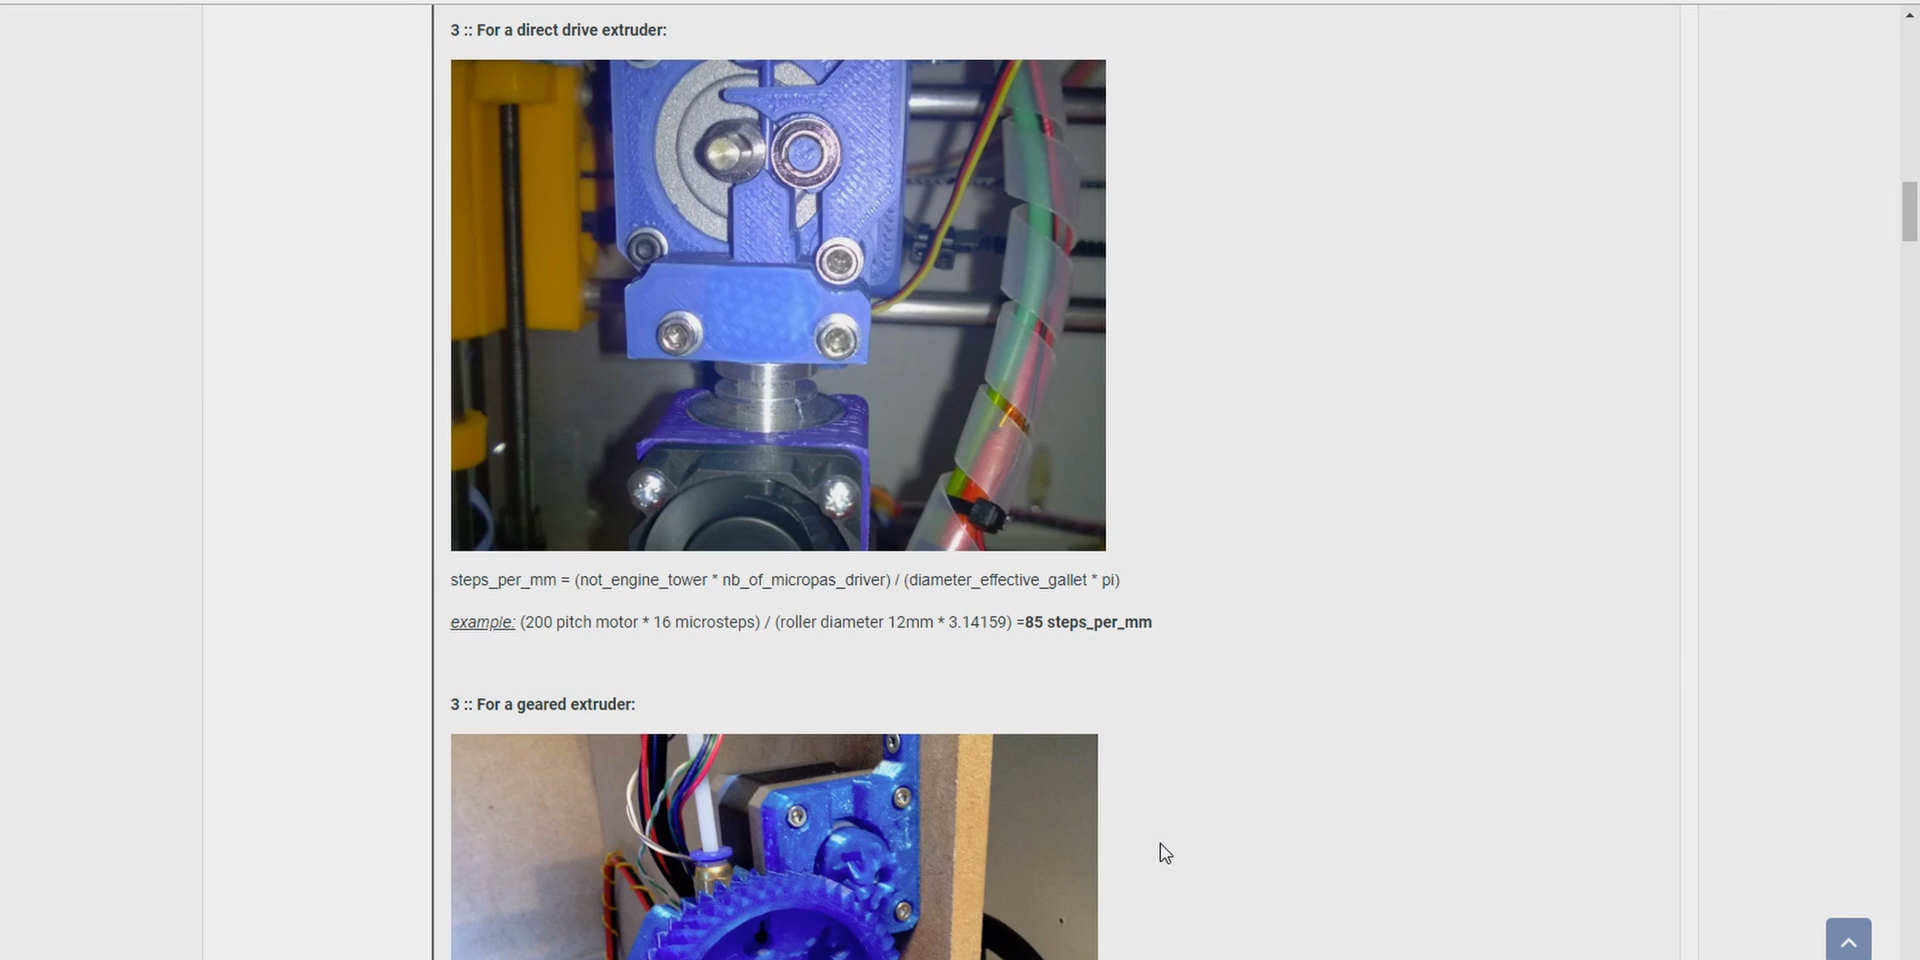 3 :: For a direct drive extruder:
steps_per_mm = (not_engine_tower * nb_of_micropas_driver) / (diameter_effective_gallet * pi)
example: (200 pitch motor * 16 microsteps) / (roller diameter 12mm * 3.14159) =85 steps_per_mm
3 :: For a geared extruder: